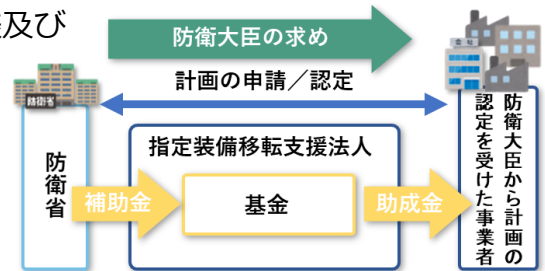 及び
防衛大臣の求め
計画の申請／認定
防衛省
会社
防衛省
指定装備移転支援法人
補助金
基金
助成金
防衛大臣から計画の
認定を受けた事業者